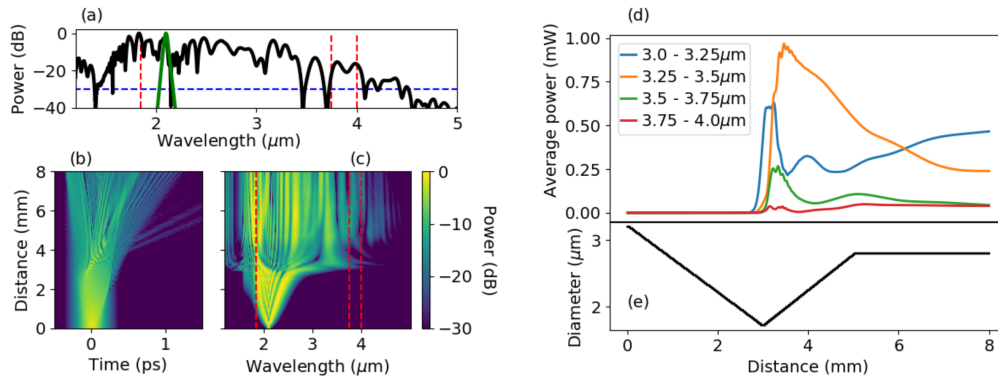 (a)
Power (dB)
0
−20
−40
2
3
4
5
Wavelength (μm)
(b)
Distance (mm)
8
6
4
2
0
0
1
Time (ps)
(c)
2
3
4
Wavelength (μm)
0
−10
−20
−30
Power (dB)
(d)
Average power (mW)
1.00
0.75
0.50
0.25
0.00
3.0 - 3.25μm
3.25 - 3.5μm
3.5 - 3.75μm
3.75 - 4.0μm
Diameter (μm)
3
2
(e)
0
2
4
6
8
Distance (mm)